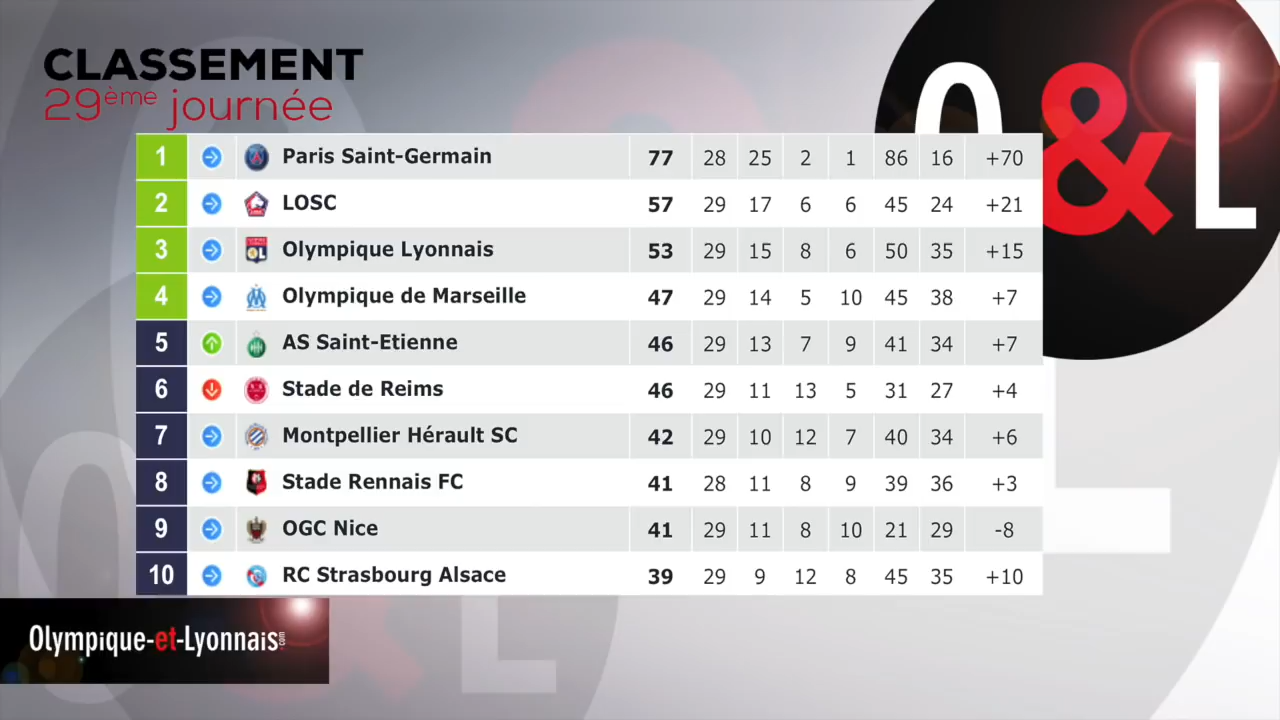 CLASSEMENT
29ème journée
O&L
1 Paris Saint-Germain 77 28 25 2 1 86 16 +70
2 LOSC 57 29 17 6 6 45 24 +21
3 Olympique Lyonnais 53 29 15 8 6 50 35 +15
4 Olympique de Marseille 47 29 14 5 10 45 38 +7
5 AS Saint-Etienne 46 29 13 7 9 41 34 +7
6 Stade de Reims 46 29 11 13 5 31 27 +4
7 Montpellier Hérault SC 42 29 10 12 7 40 34 +6
8 Stade Rennais FC 41 28 11 8 9 39 36 +3
9 OGC Nice 41 29 11 8 10 21 29 -8
10 RC Strasbourg Alsace 39 29 9 12 8 45 35 +10
Olympique-et-Lyonnais.com